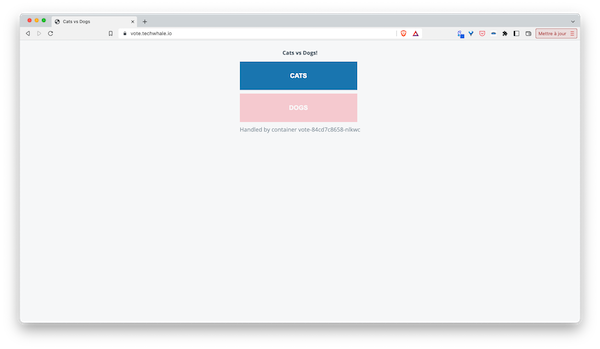 Cats vs Dogs
vote.techwhale.io
Mettre à jour
Cats vs Dogs!
CATS
DOGS
Handled by container vote-84cd7c8658-nlkwc